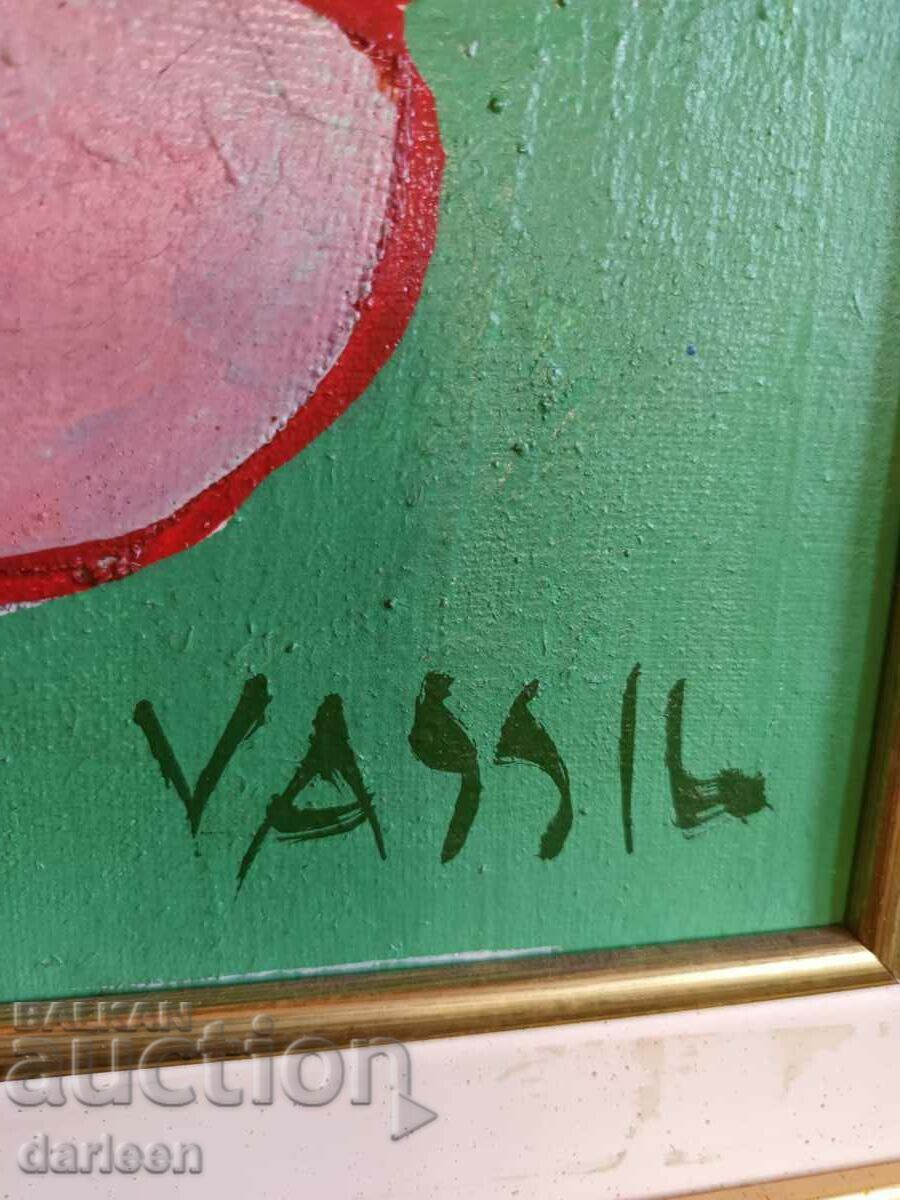 VASSIL
BALKAN
auction
darleen